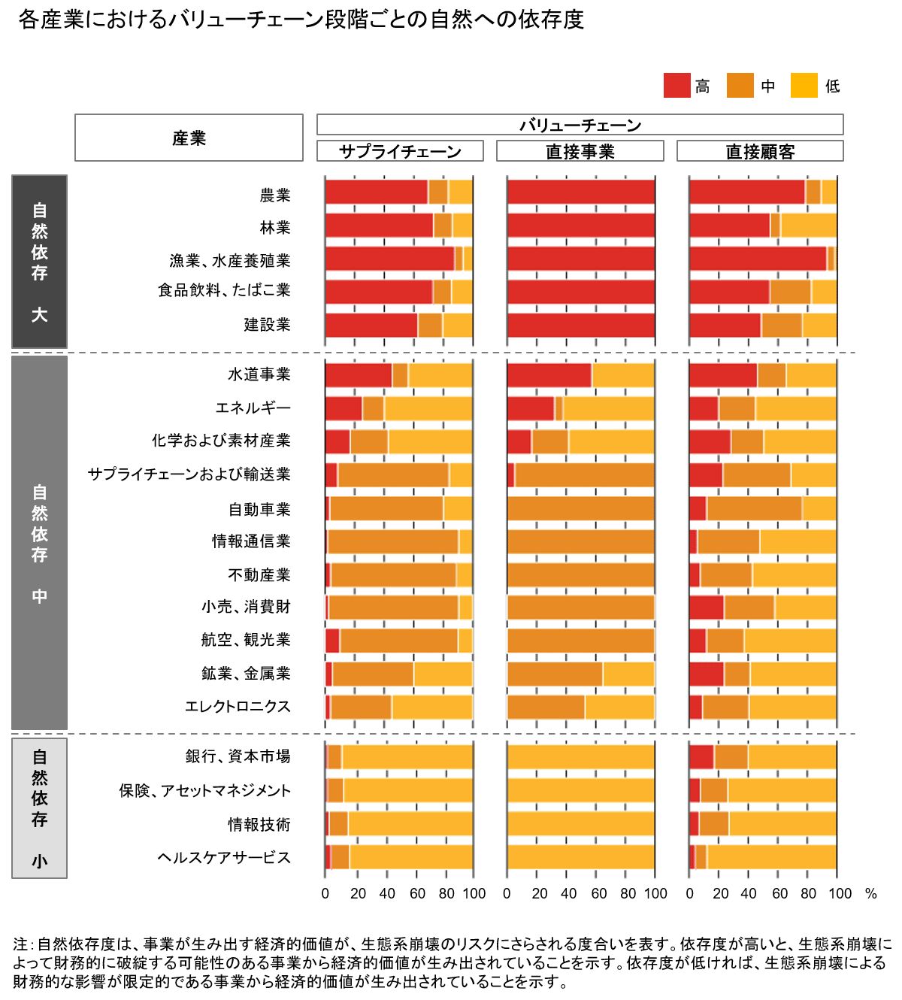 各産業におけるバリューチェーン段階ごとの自然への依存度
高 中 低
産業
バリューチェーン
サプライチェーン 直接事業 直接顧客
自然依存 大
農業
林業
漁業、水産養殖業
食品飲料、たばこ業
建設業
自然依存 中
水道事業
エネルギー
化学および素材産業
サプライチェーンおよび輸送業
自動車業
情報通信業
不動産業
小売、消費財
航空、観光業
鉱業、金属業
エレクトロニクス
自然依存 小
銀行、資本市場
保険、アセットマネジメント
情報技術
ヘルスケアサービス
0 20 40 60 80 100 0 20 40 60 80 100 0 20 40 60 80 100 %
注：自然依存度は、事業が生み出す経済的価値が、生態系崩壊のリスクにさらされる度合いを表す。依存度が高いと、生態系崩壊に
よって財務的に破綻する可能性のある事業から経済的価値が生み出されていることを示す。依存度が低ければ、生態系崩壊による
財務的な影響が限定的である事業から経済的価値が生み出されていることを示す。